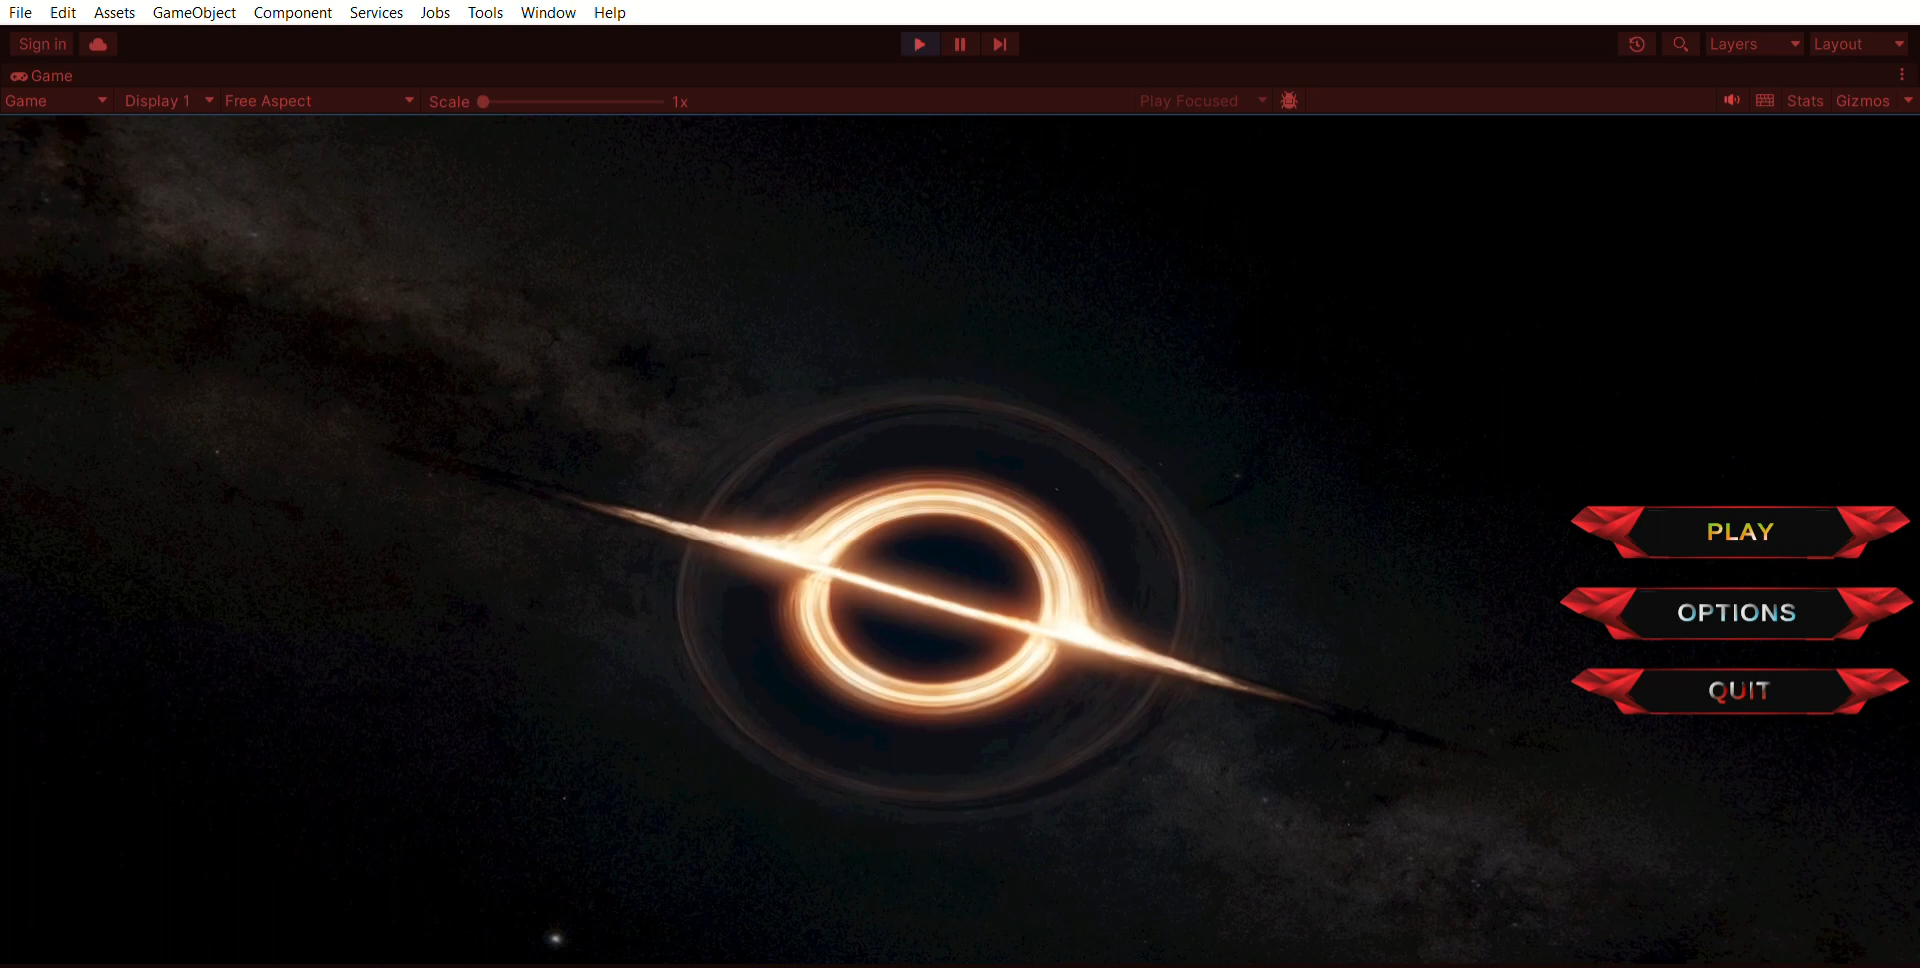 File Edit Assets GameObject Component Services Jobs Tools Window Help
Sign in Layers Layout
Game
Game Display 1 Free Aspect Scale 1x Play Focused Stats Gizmos
PLAY
OPTIONS
QUIT